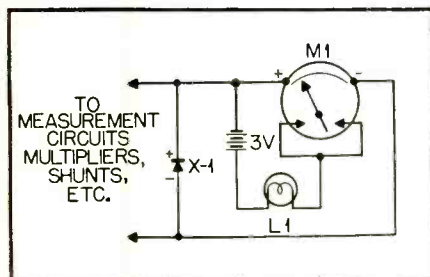 M1
+ -
TO
MEASUREMENT
CIRCUITS
MULTIPLIERS,
SHUNTS,
ETC.
+
X-1
-
3V
L1